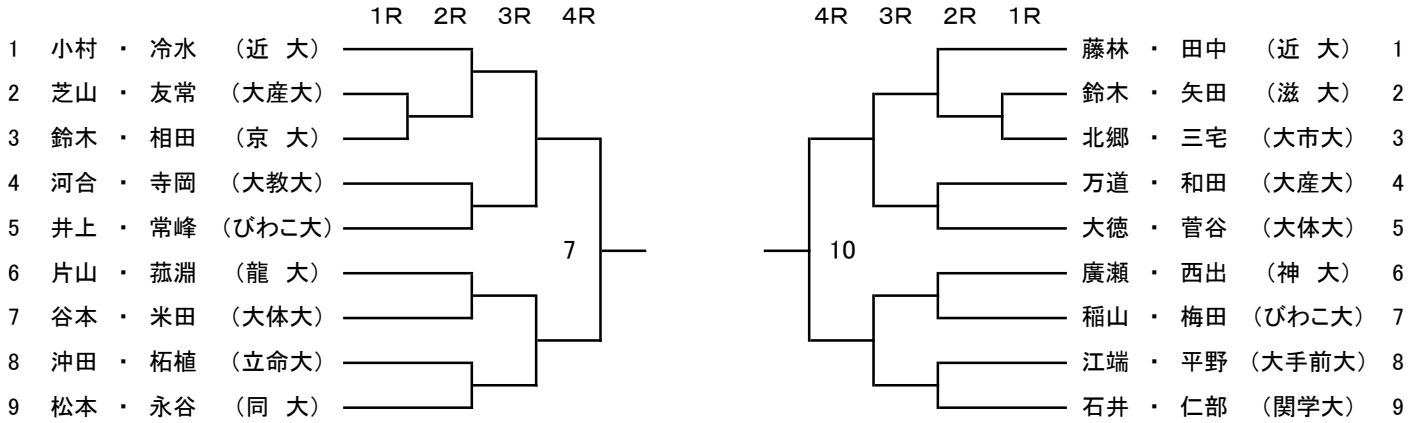 1R 2R 3R 4R
4R 3R 2R 1R
1 小村 ・ 冷水 （近 大）
2 芝山 ・ 友常 （大産大）
3 鈴木 ・ 相田 （京 大）
4 河合 ・ 寺岡 （大教大）
5 井上 ・ 常峰 （びわこ大）
6 片山 ・ 菰淵 （龍 大）
7 谷本 ・ 米田 （大体大）
8 沖田 ・ 柘植 （立命大）
9 松本 ・ 永谷 （同 大）
7
10
藤林 ・ 田中 （近 大） 1
鈴木 ・ 矢田 （滋 大） 2
北郷 ・ 三宅 （大市大） 3
万道 ・ 和田 （大産大） 4
大徳 ・ 菅谷 （大体大） 5
廣瀬 ・ 西出 （神 大） 6
稲山 ・ 梅田 （びわこ大） 7
江端 ・ 平野 （大手前大） 8
石井 ・ 仁部 （関学大） 9